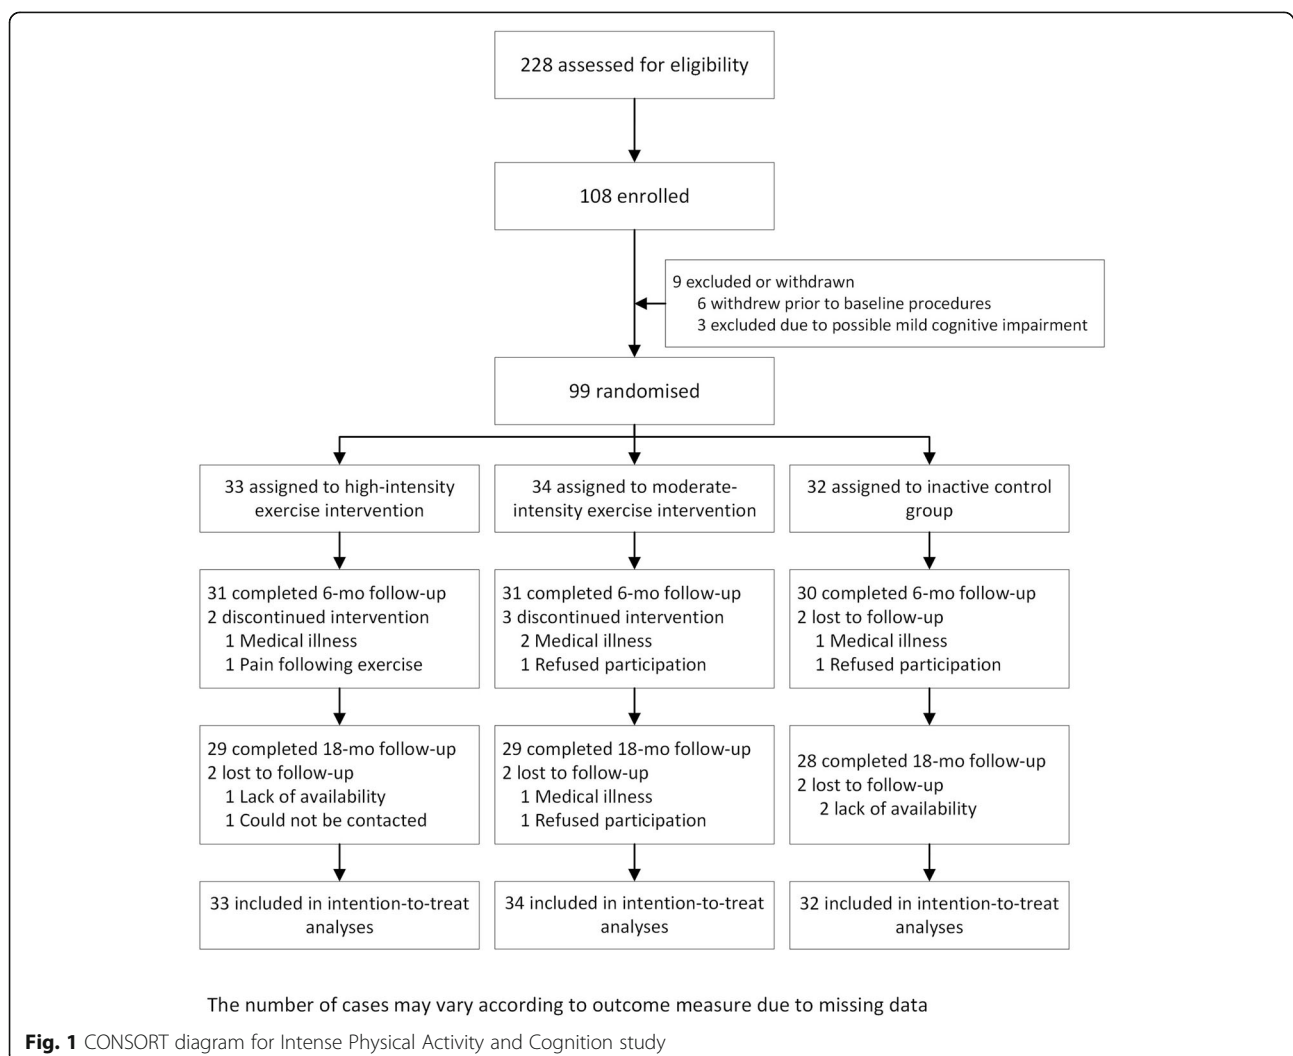 228 assessed for eligibility
108 enrolled
9 excluded or withdrawn
6 withdrew prior to baseline procedures
3 excluded due to possible mild cognitive impairment
99 randomised
33 assigned to high-intensity
exercise intervention
34 assigned to moderate-
intensity exercise intervention
32 assigned to inactive control
group
31 completed 6-mo follow-up
2 discontinued intervention
1 Medical illness
1 Pain following exercise
31 completed 6-mo follow-up
3 discontinued intervention
2 Medical illness
1 Refused participation
30 completed 6-mo follow-up
2 lost to follow-up
1 Medical illness
1 Refused participation
29 completed 18-mo follow-up
2 lost to follow-up
1 Lack of availability
1 Could not be contacted
29 completed 18-mo follow-up
2 lost to follow-up
1 Medical illness
1 Refused participation
28 completed 18-mo follow-up
2 lost to follow-up
2 lack of availability
33 included in intention-to-treat
analyses
34 included in intention-to-treat
analyses
32 included in intention-to-treat
analyses
The number of cases may vary according to outcome measure due to missing data
Fig. 1 CONSORT diagram for Intense Physical Activity and Cognition study